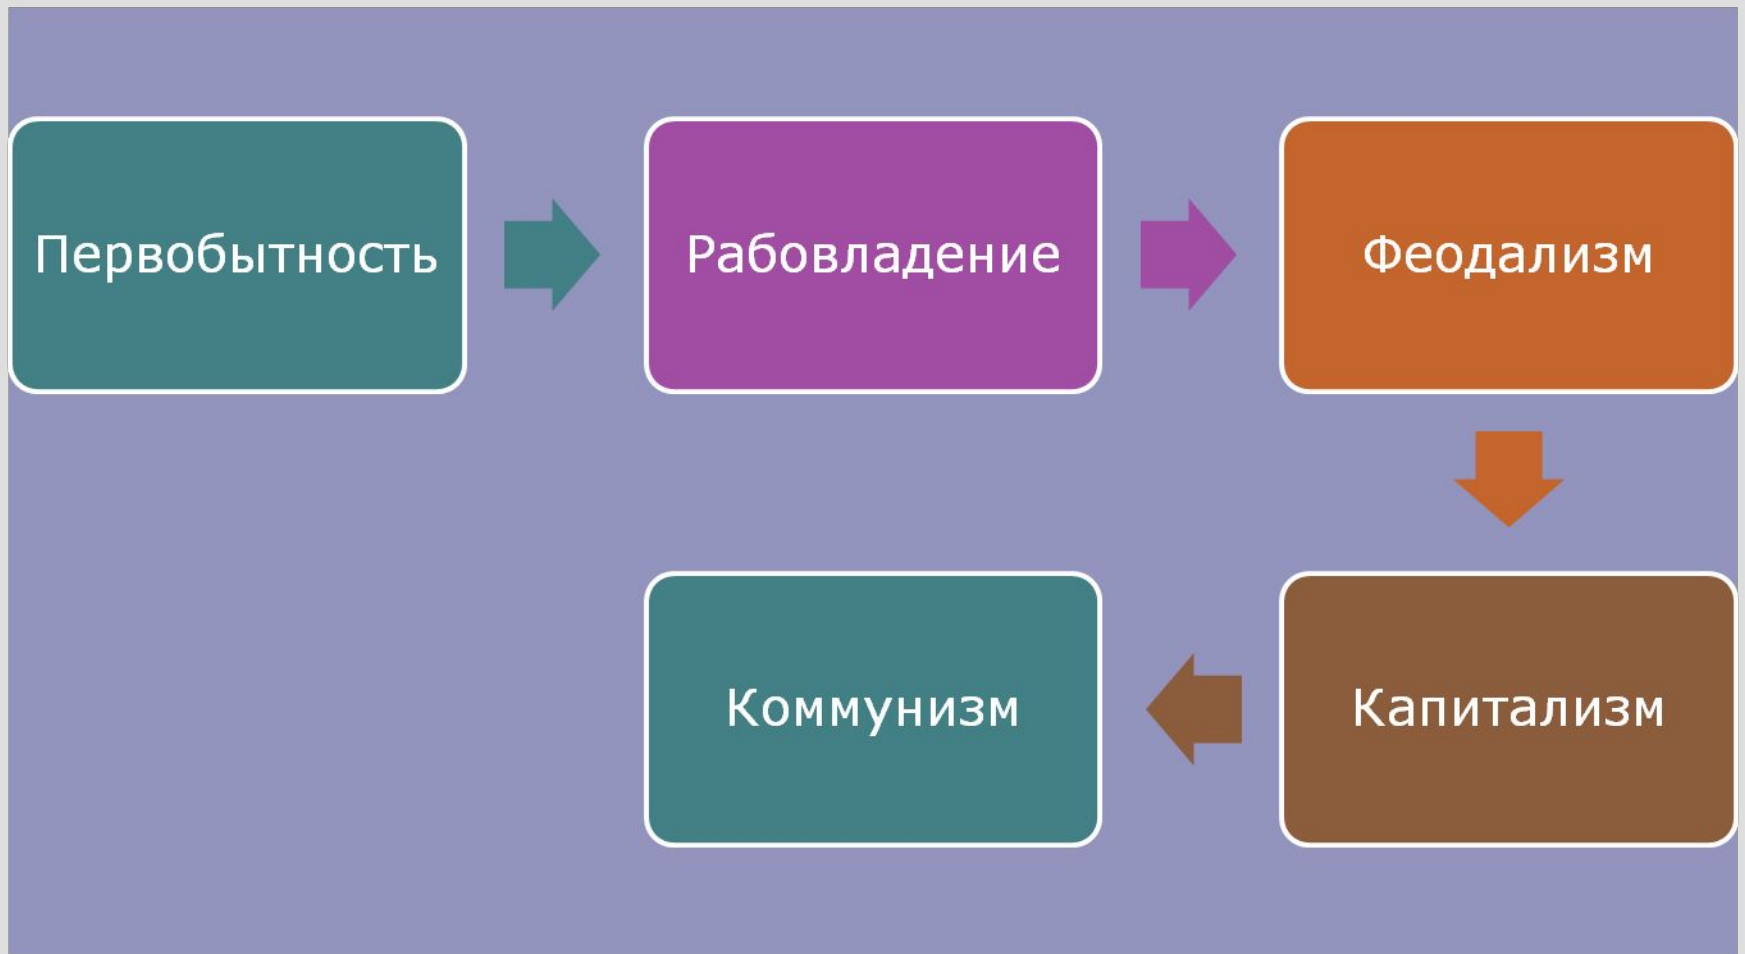 Первобытность
Рабовладение
Феодализм
Капитализм
Коммунизм